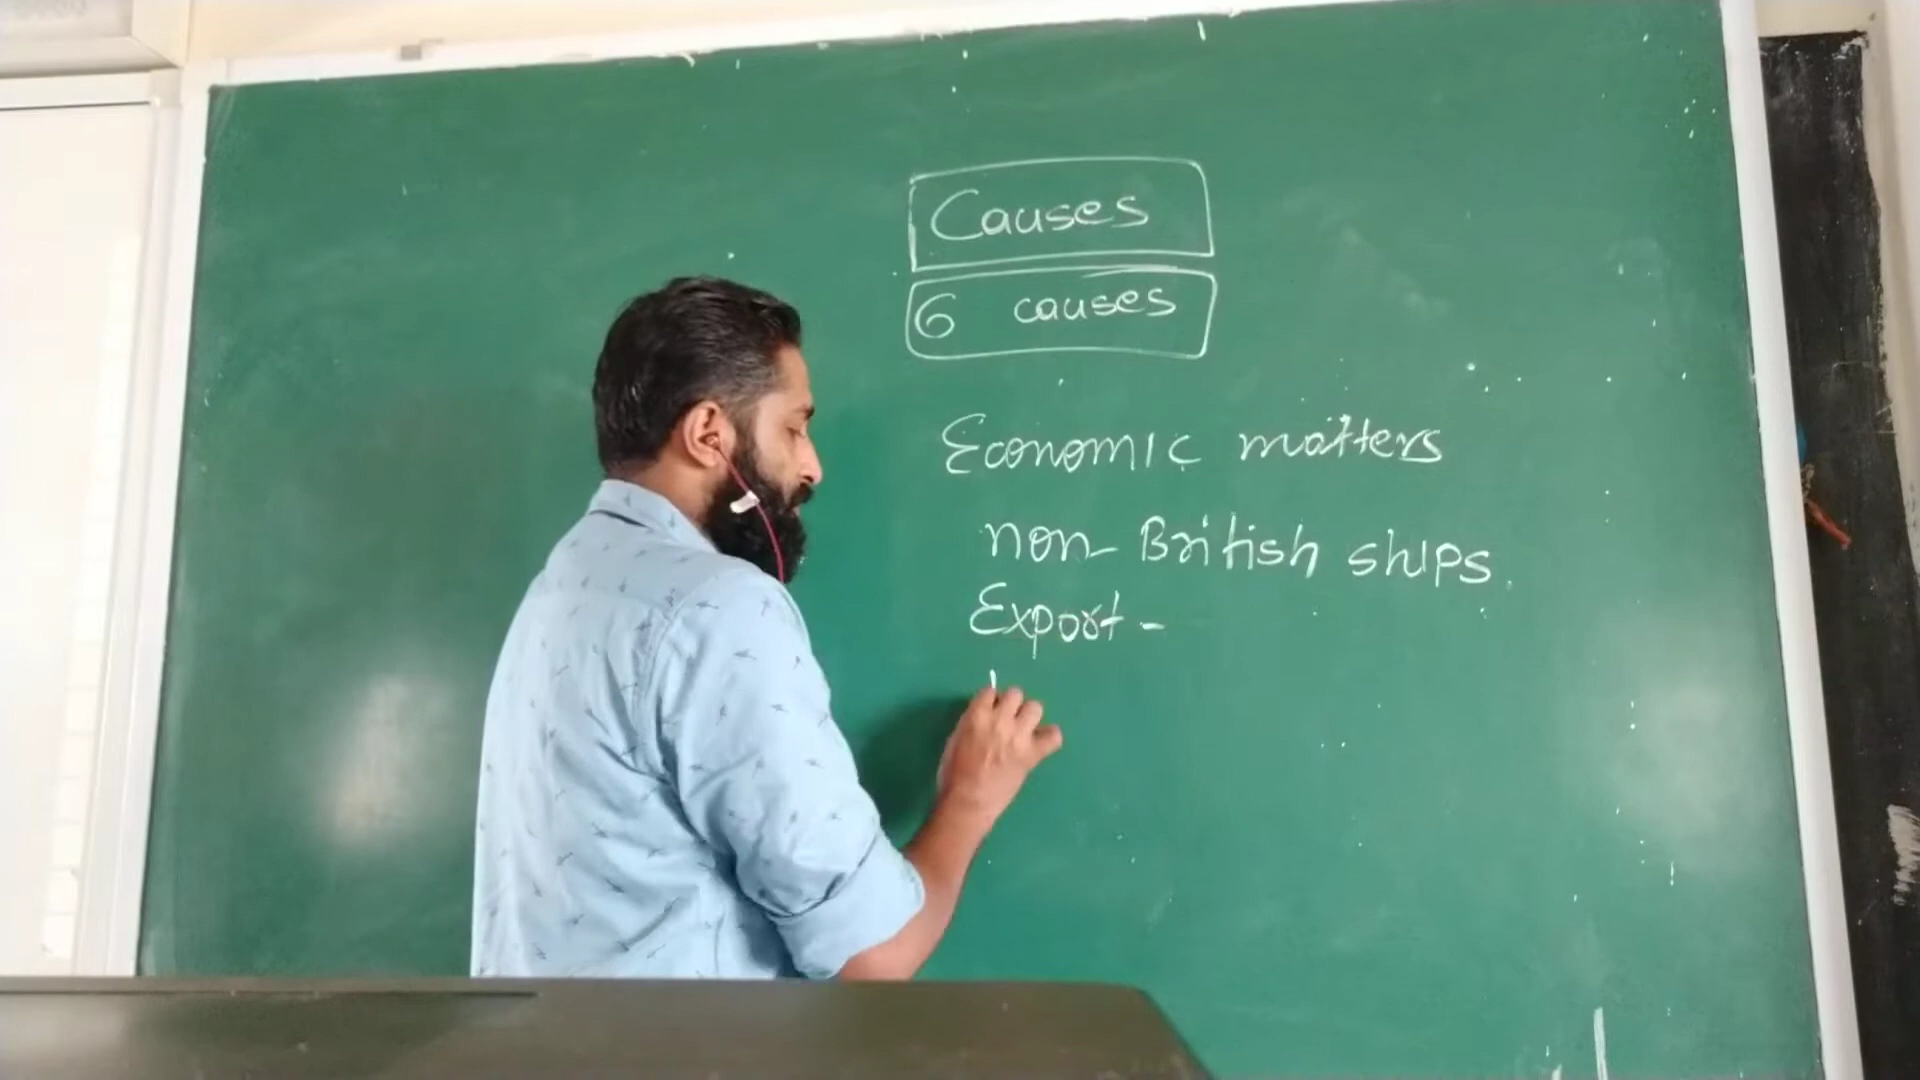 Causes
6 causes
Economic matters
non-British ships.
Export -